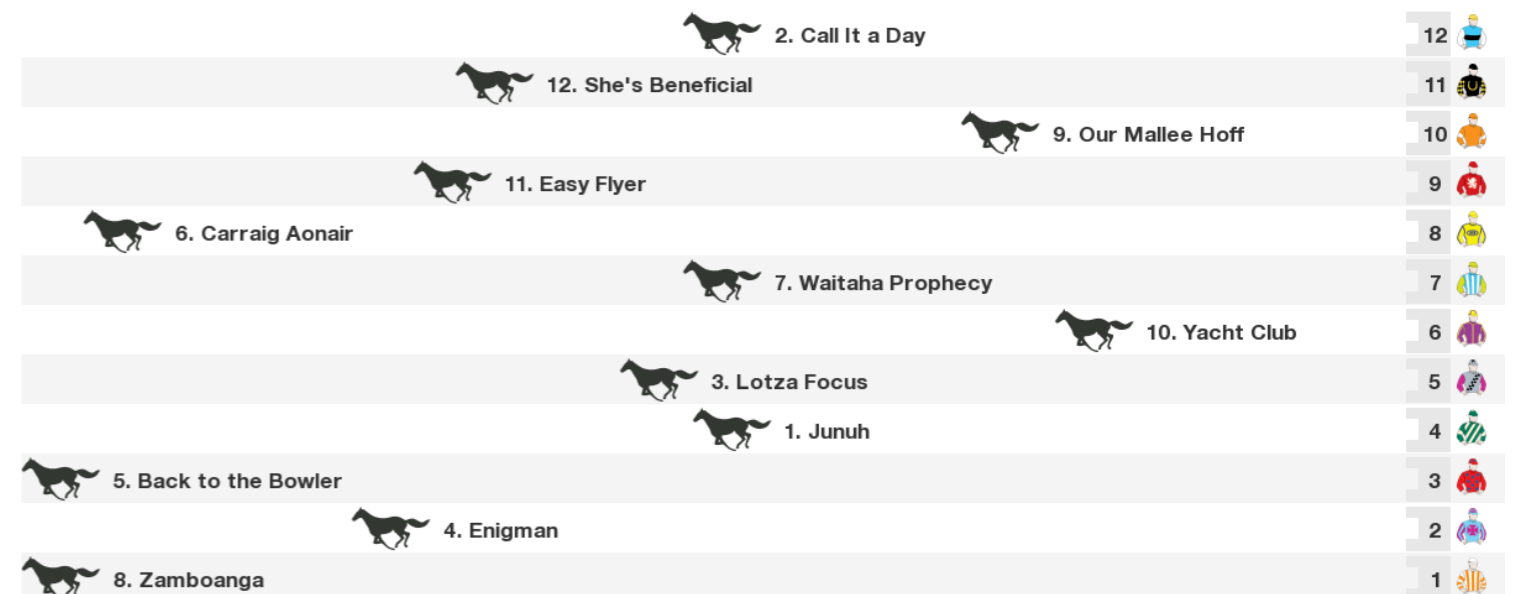 2. Call It a Day 12
12. She's Beneficial 11
9. Our Mallee Hoff 10
11. Easy Flyer 9
6. Carraig Aonair 8
7. Waitaha Prophecy 7
10. Yacht Club 6
3. Lotza Focus 5
1. Junuh 4
5. Back to the Bowler 3
4. Enigman 2
8. Zamboanga 1